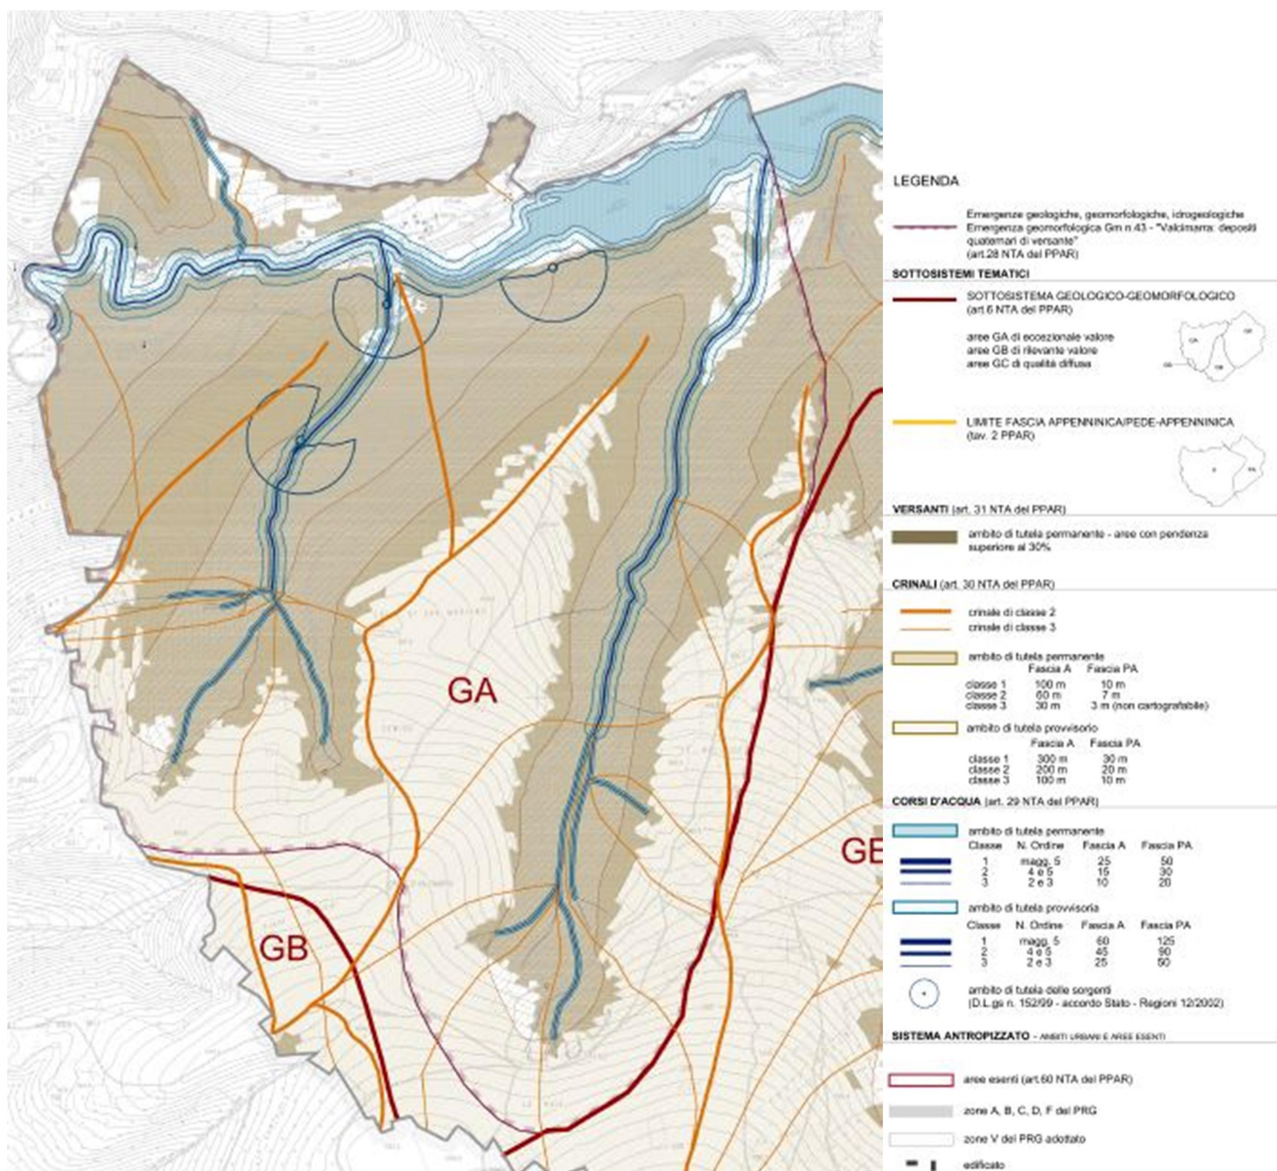 GA
GB
GB
LEGENDA
Emergenze geologiche, geomorfologiche, idrogeologiche
Emergenza geomorfologica Gm n.43 - "Valcimarra: depositi
quaternari di versante"
(art.28 NTA del PPAR)
SOTTOSISTEMI TEMATICI
SOTTOSISTEMA GEOLOGICO-GEOMORFOLOGICO
(art.6 NTA del PPAR)
aree GA di eccezionale valore
aree GB di rilevante valore
aree GC di qualità diffusa
LIMITE FASCIA APPENNINICA/PEDE-APPENNINICA
(tav. 2 PPAR)
VERSANTI (art. 31 NTA del PPAR)
ambito di tutela permanente - aree con pendenza
superiore al 30%
CRINALI (art. 30 NTA del PPAR)
crinale di classe 2
crinale di classe 3
ambito di tutela permanente
Fascia A Fascia PA
classe 1 100 m 10 m
classe 2 60 m 7 m
classe 3 30 m 3 m (non cartografabile)
ambito di tutela provvisorio
Fascia A Fascia PA
classe 1 300 m 30 m
classe 2 200 m 20 m
classe 3 100 m 10 m
CORSI D'ACQUA (art. 29 NTA del PPAR)
ambito di tutela permanente
Classe N. Ordine Fascia A Fascia PA
1 magg. 5 25 50
2 4 e 5 15 30
3 2 e 3 10 20
ambito di tutela provvisoria
Classe N. Ordine Fascia A Fascia PA
1 magg. 5 60 125
2 4 e 5 45 90
3 2 e 3 25 50
ambito di tutela delle sorgenti
(D.L.gs n. 152/99 - accordo Stato - Regioni 12/2002)
SISTEMA ANTROPIZZATO - AMBITI URBANI E AREE ESENTI
aree esenti (art.60 NTA del PPAR)
zone A, B, C, D, F del PRG
zone V del PRG adottato
edificato